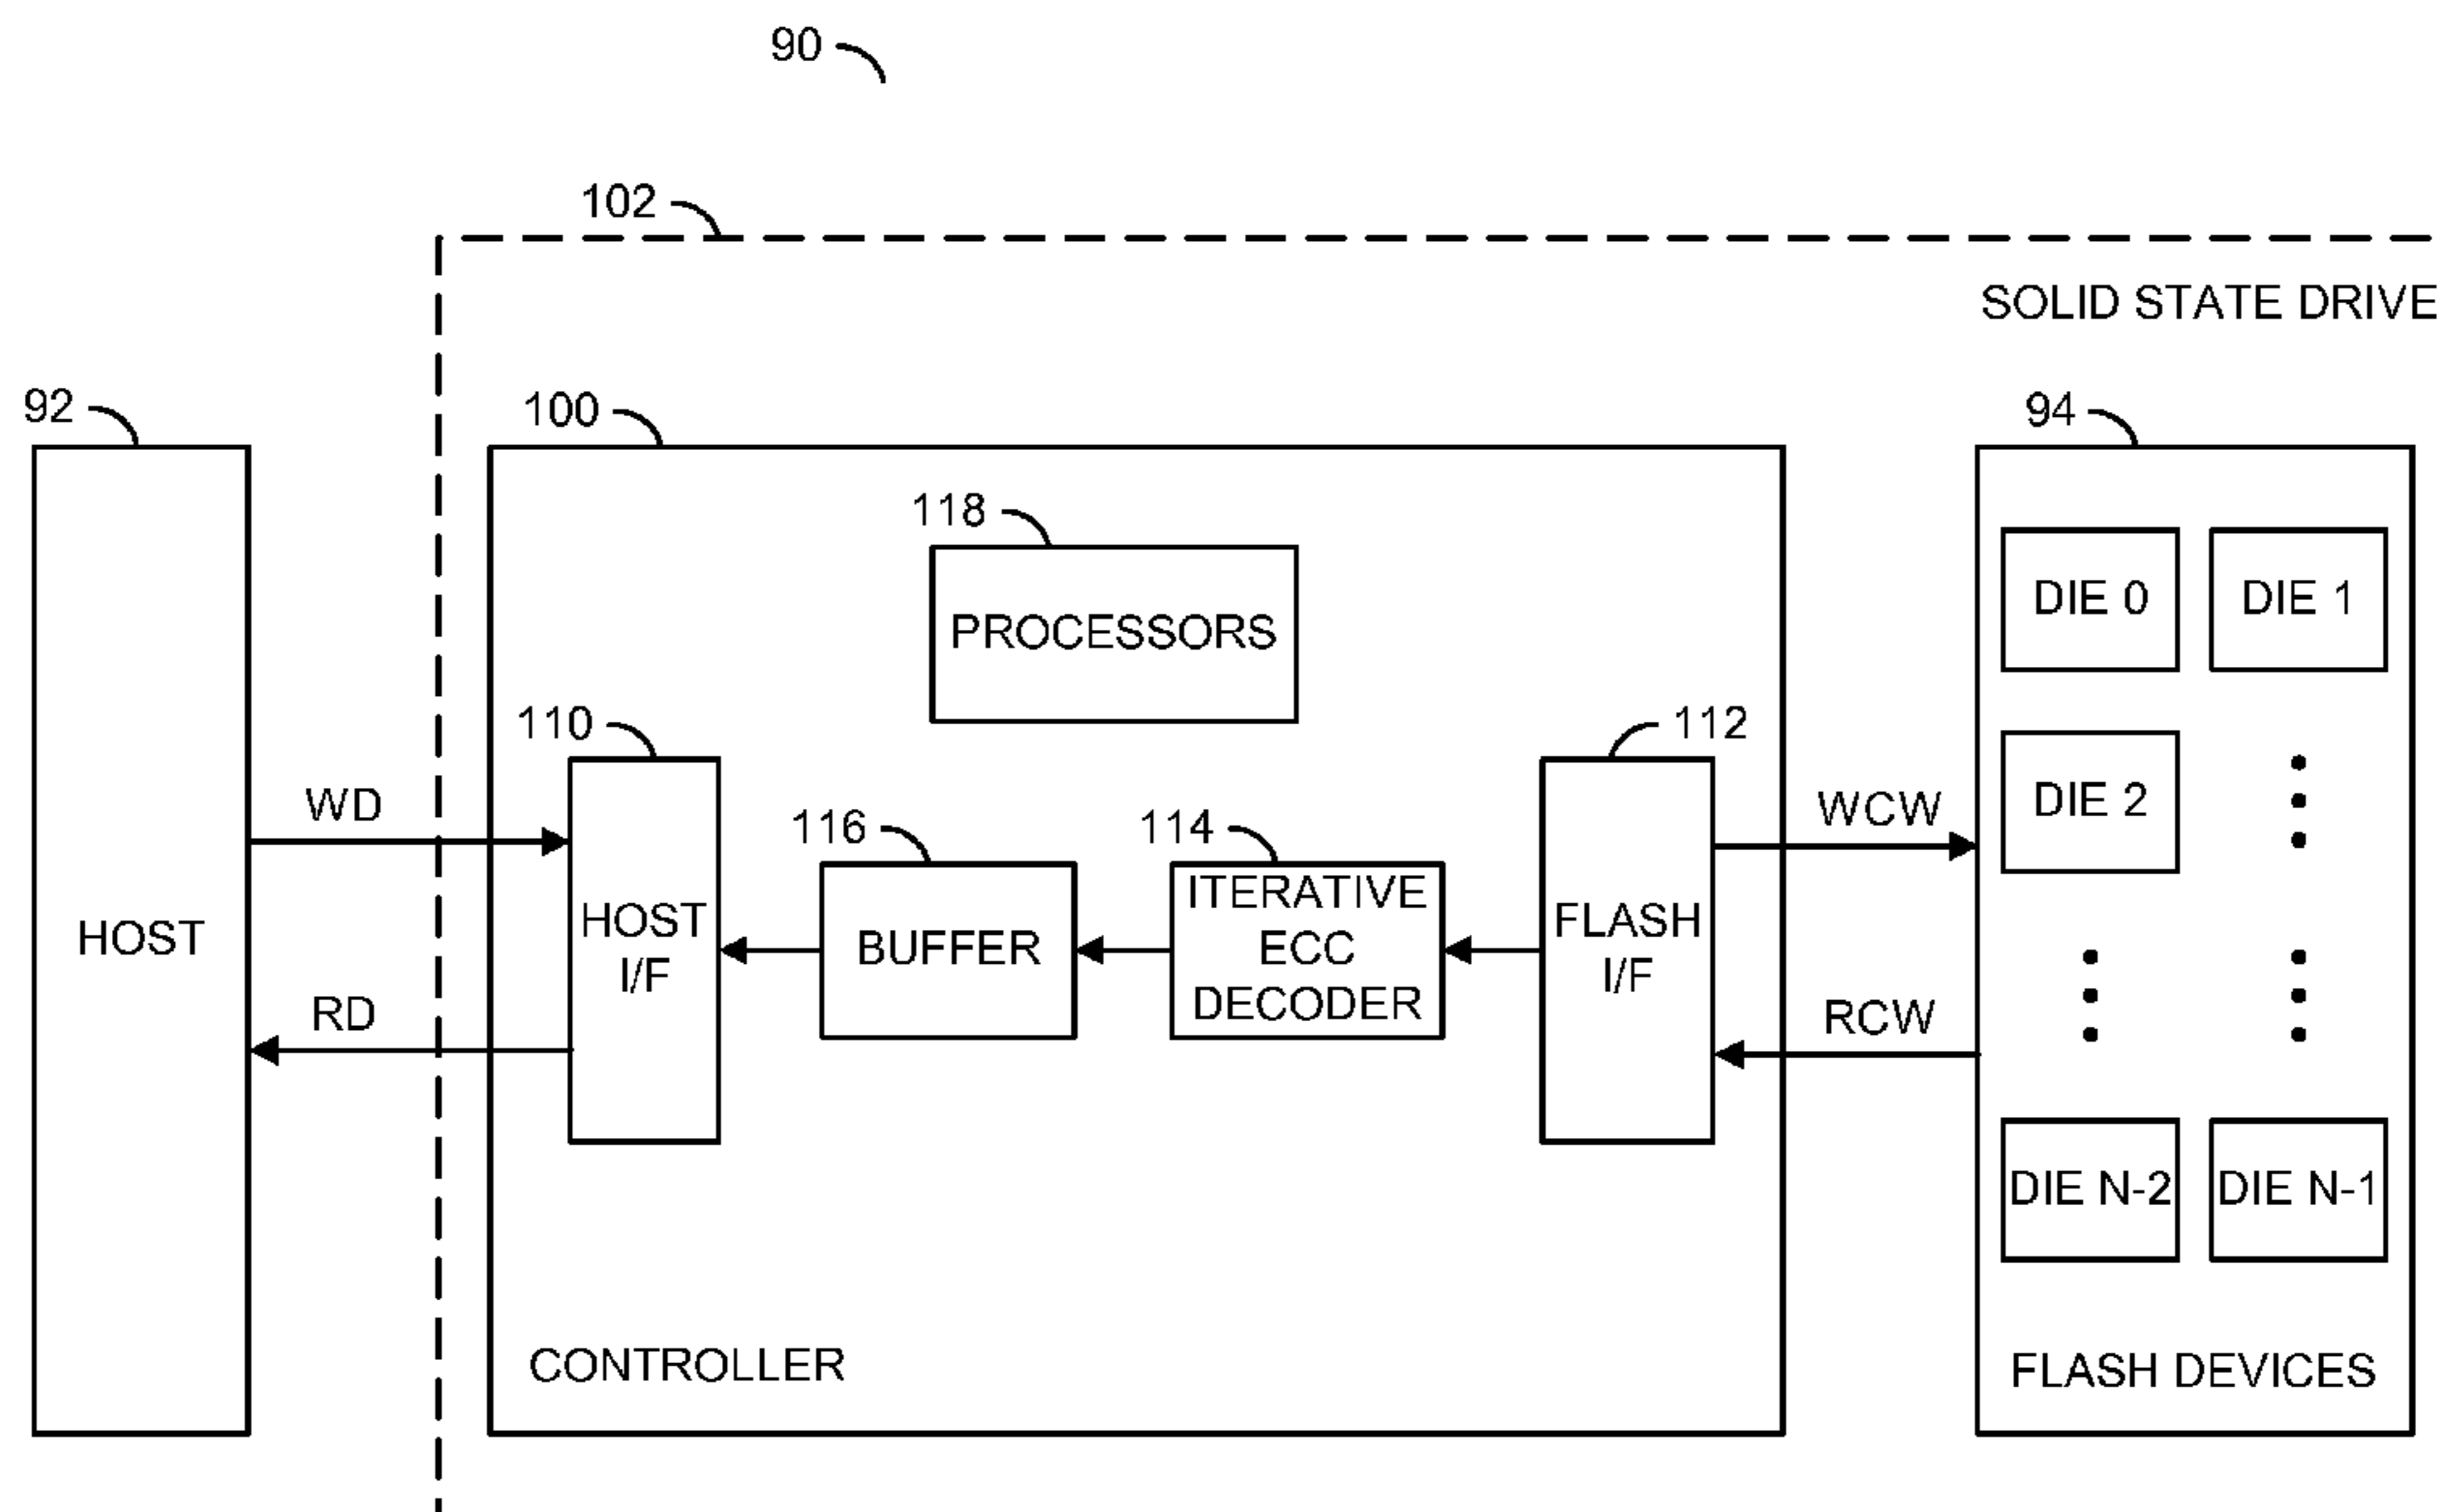 90
102
SOLID STATE DRIVE
92
100
94
118
PROCESSORS
DIE 0
DIE 1
110
112
WD
116
114
WCW
DIE 2
HOST
HOST
I/F
BUFFER
ITERATIVE
ECC
DECODER
FLASH
I/F
RD
RCW
DIE N-2
DIE N-1
CONTROLLER
FLASH DEVICES